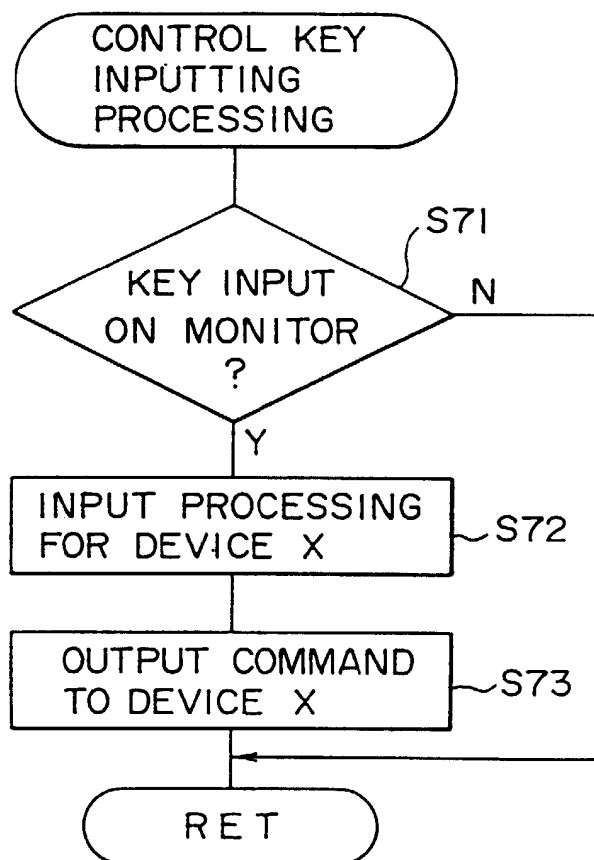 CONTROL KEY
INPUTTING
PROCESSING
S71
KEY INPUT
ON MONITOR
?
N
Y
INPUT PROCESSING
FOR DEVICE X
S72
OUTPUT COMMAND
TO DEVICE X
S73
RET